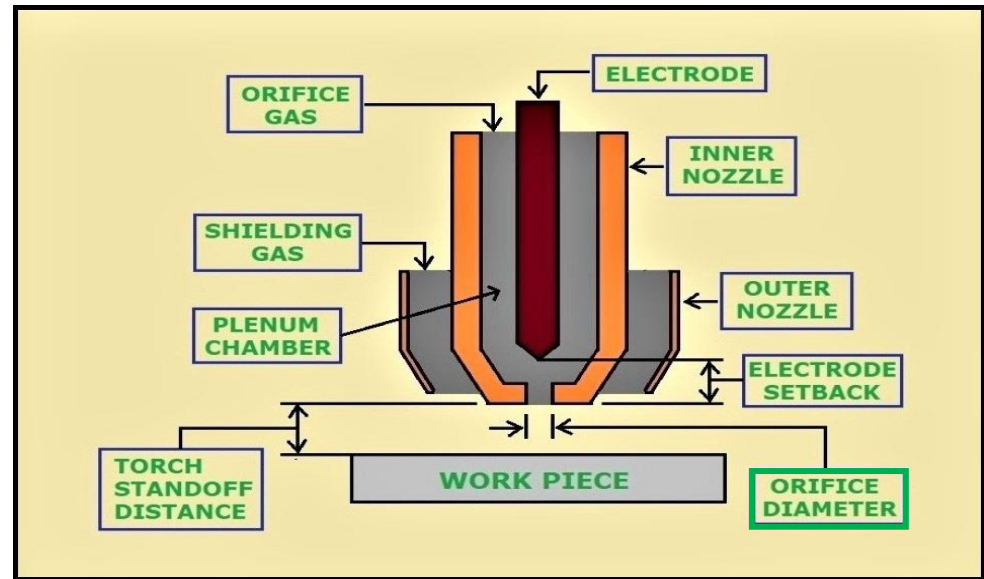 ELECTRODE
ORIFICE
GAS
INNER
NOZZLE
SHIELDING
GAS
OUTER
NOZZLE
PLENUM
CHAMBER
ELECTRODE
SETBACK
TORCH
STANDOFF
DISTANCE
WORK PIECE
ORIFICE
DIAMETER